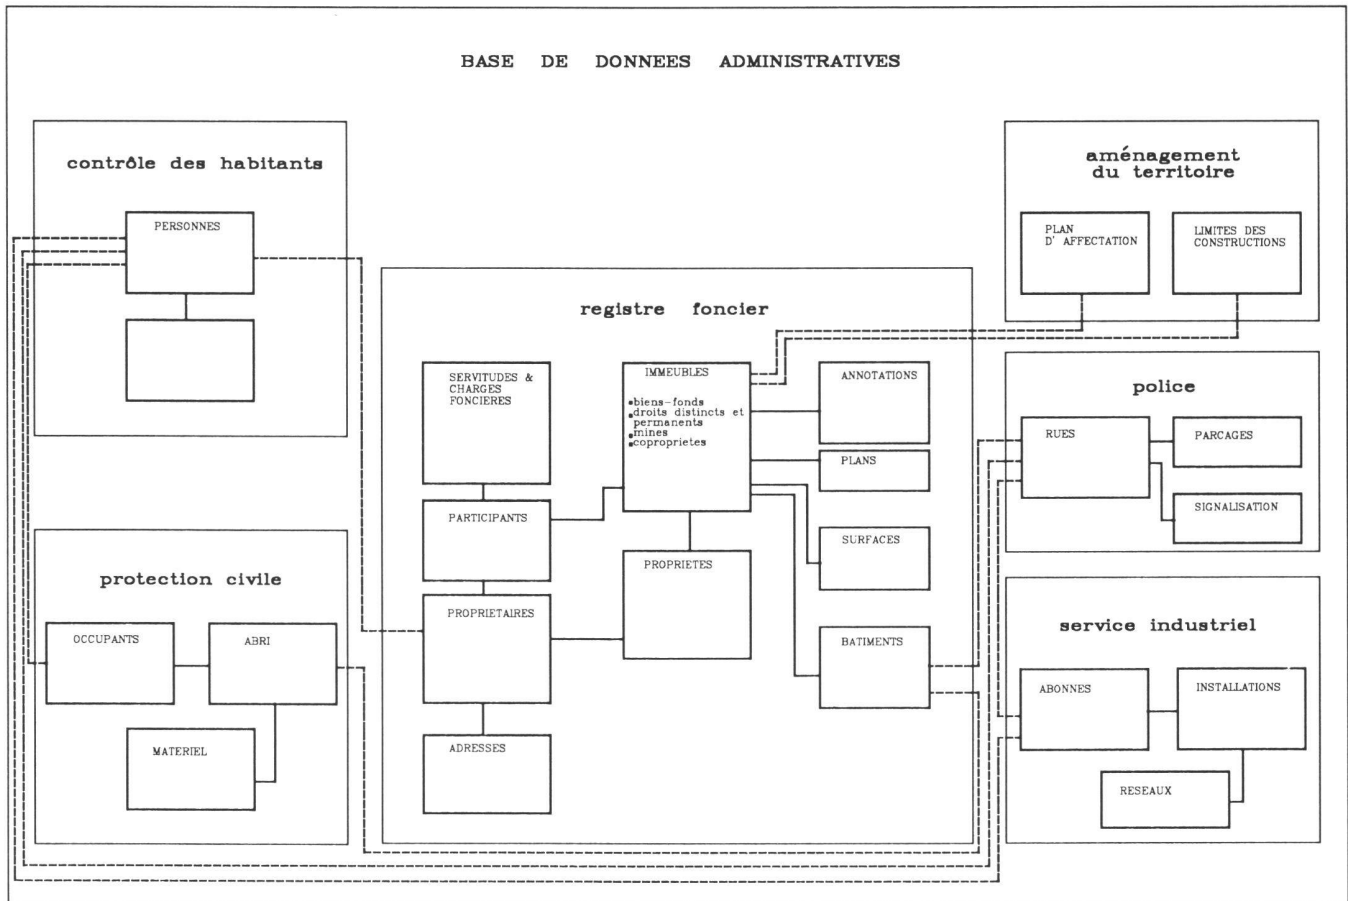 BASE DE DONNEES ADMINISTRATIVES
contrôle des habitants
PERSONNES
protection civile
OCCUPANTS
ABRI
MATERIEL
registre foncier
SERVITUDES &
CHARGES
FONCIERES
PARTICIPANTS
PROPRIETAIRES
ADRESSES
IMMEUBLES
•biens-fonds
•droits distincts et
permanents
•mines
•coproprietes
PROPRIETES
ANNOTATIONS
PLANS
SURFACES
BATIMENTS
aménagement
du territoire
PLAN
D' AFFECTATION
LIMITES DES
CONSTRUCTIONS
police
RUES
PARCAGES
SIGNALISATION
service industriel
ABONNES
INSTALLATIONS
RESEAUX